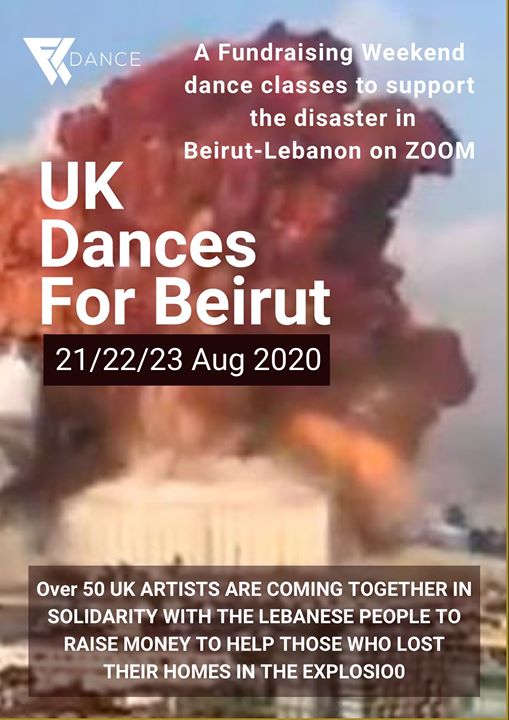 DANCE
A Fundraising Weekend
dance classes to support
the disaster in
Beirut-Lebanon on ZOOM
UK
Dances
For Beirut
21/22/23 Aug 2020
Over 50 UK ARTISTS ARE COMING TOGETHER IN
SOLIDARITY WITH THE LEBANESE PEOPLE TO
RAISE MONEY TO HELP THOSE WHO LOST
THEIR HOMES IN THE EXPLOSIO0